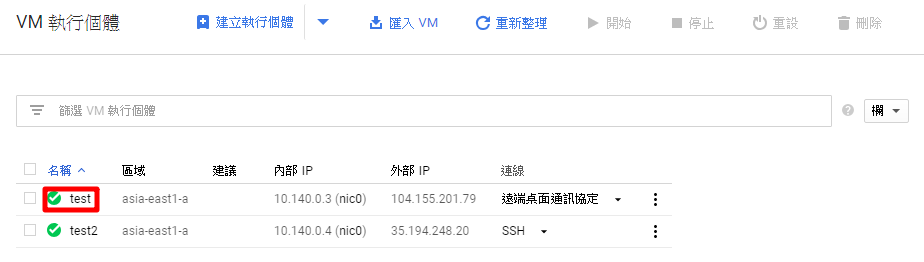 VM 執行個體 建立執行個體 匯入 VM 重新整理 開始 停止 重設 刪除
篩選 VM 執行個體 ? 欄
名稱 區域 建議 內部 IP 外部 IP 連線
test asia-east1-a 10.140.0.3 (nic0) 104.155.201.79 遠端桌面通訊協定
test2 asia-east1-a 10.140.0.4 (nic0) 35.194.248.20 SSH